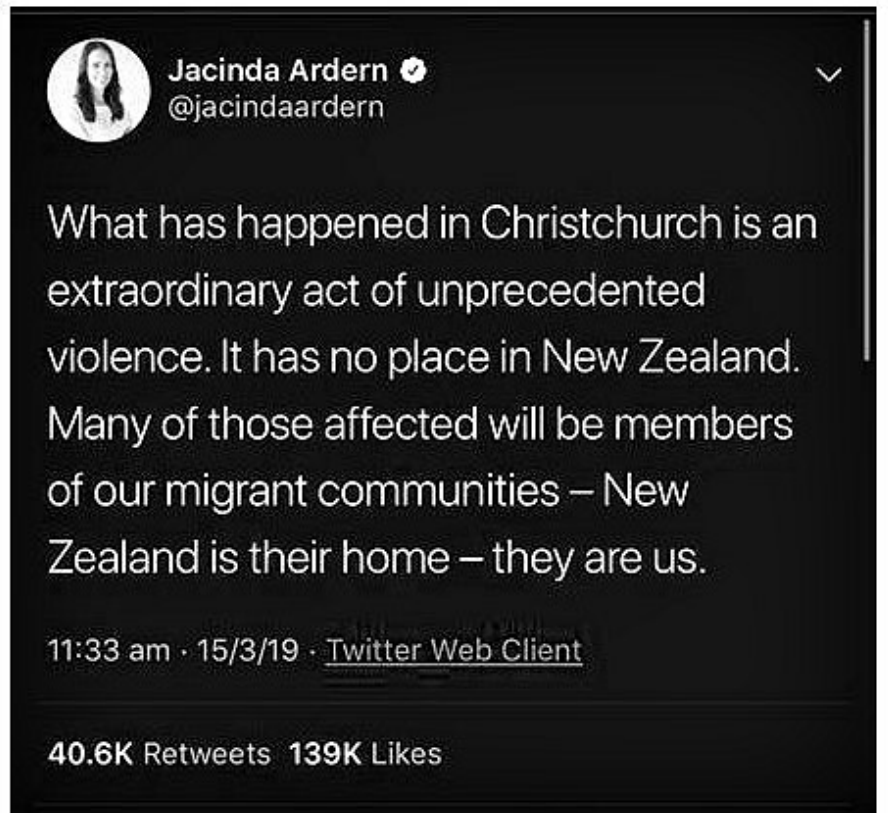 Jacinda Ardern
@jacindaardern
What has happened in Christchurch is an
extraordinary act of unprecedented
violence. It has no place in New Zealand.
Many of those affected will be members
of our migrant communities – New
Zealand is their home – they are us.
11:33 am · 15/3/19 · Twitter Web Client
40.6K Retweets 139K Likes